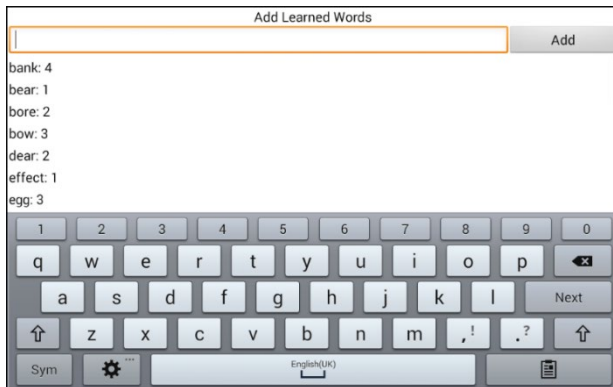 Add Learned Words
Add
bank: 4
bear: 1
bore: 2
bow: 3
dear: 2
effect: 1
egg: 3
1 2 3 4 5 6 7 8 9 0
q w e r t y u i o p
a s d f g h j k l Next
z x c v b n m ,! .?
Sym ... English(UK)